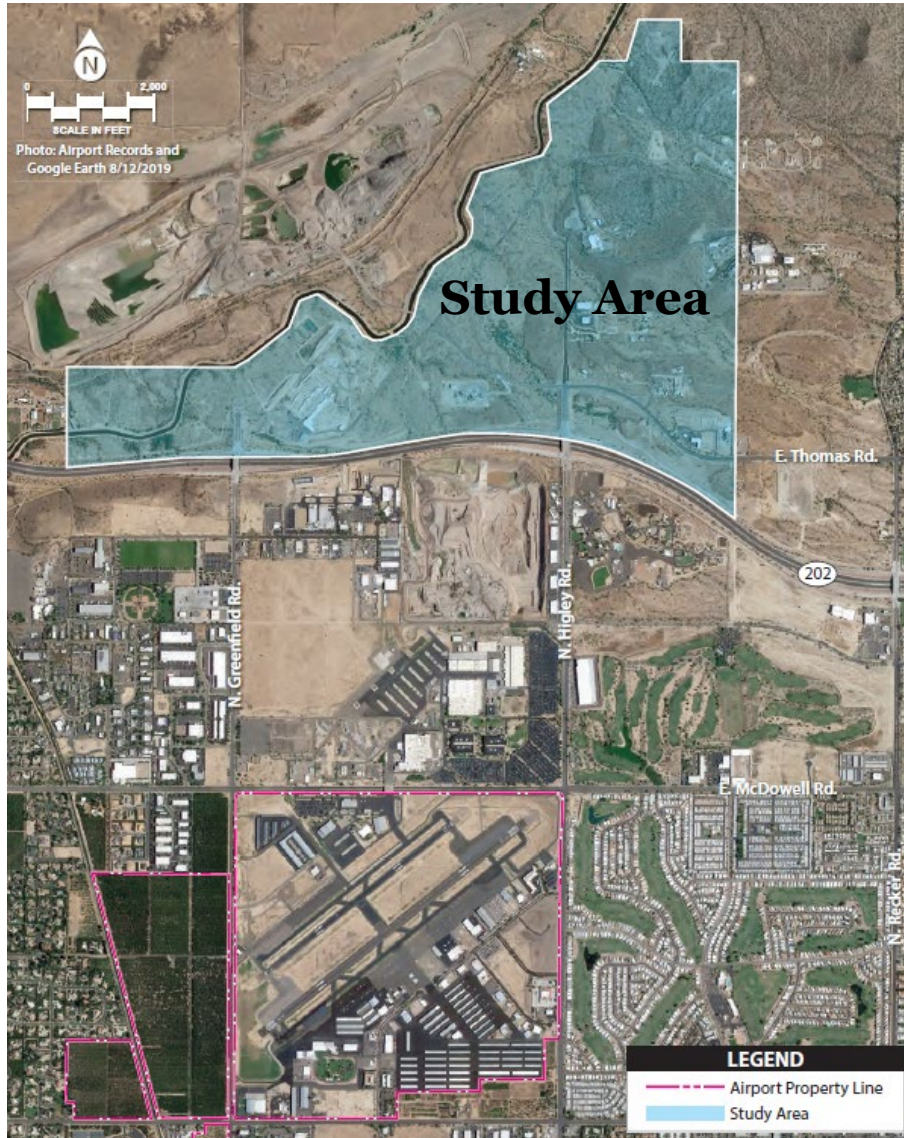 N
0 2,000
SCALE IN FEET
Photo: Airport Records and
Google Earth 8/12/2019
Study Area
E. Thomas Rd.
202
N. Greenfield Rd.
N. Higley Rd.
E. McDowell Rd.
N. Recker Rd.
LEGEND
Airport Property Line
Study Area